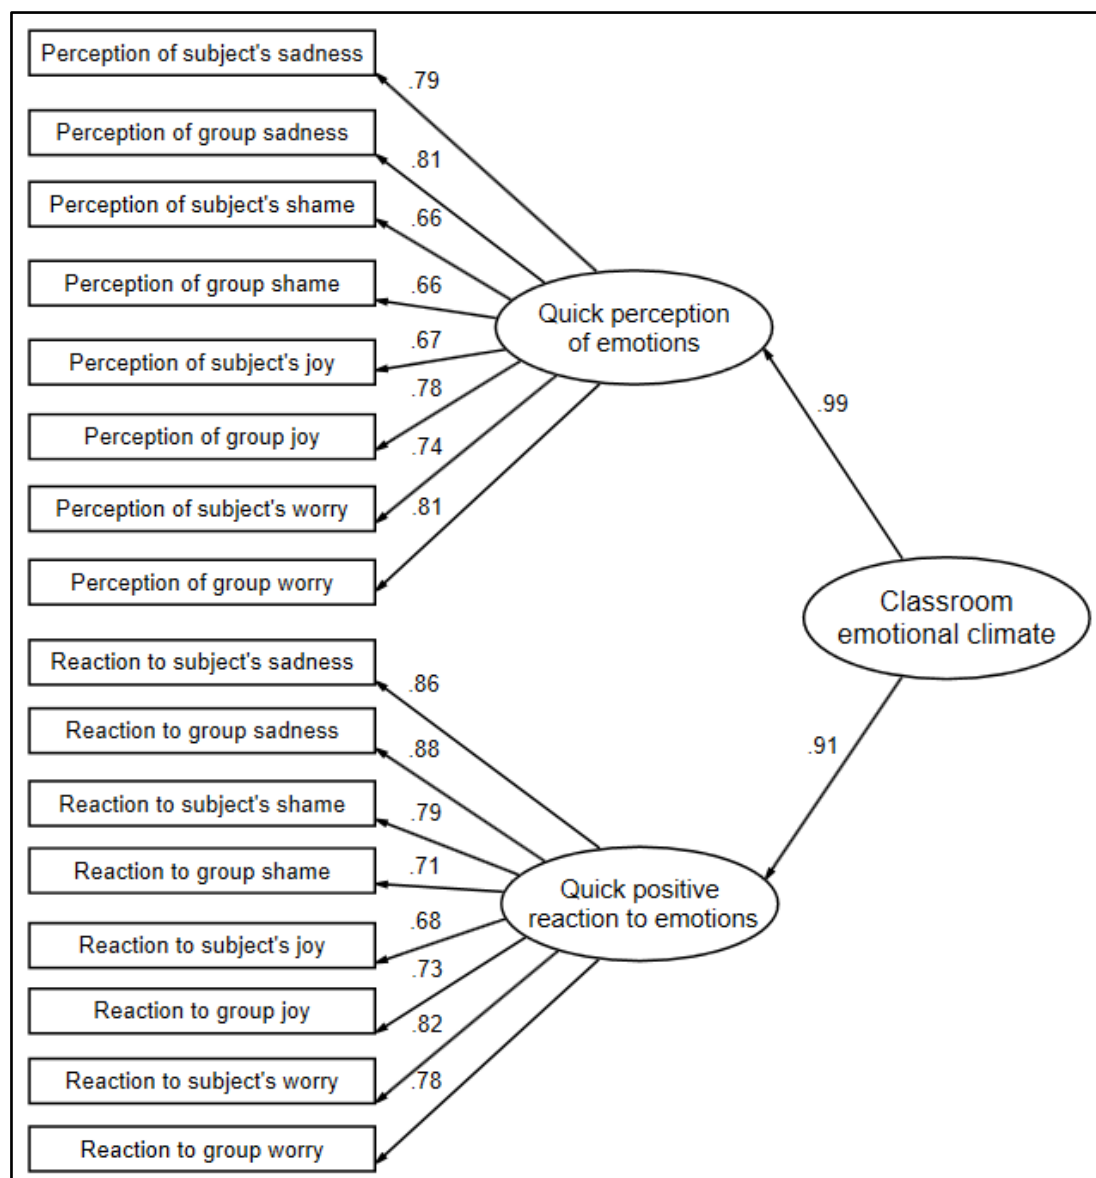 Perception of subject's sadness
.79
Perception of group sadness
.81
Perception of subject's shame
.66
Perception of group shame
.66
Perception of subject's joy
.67
Perception of group joy
.78
Perception of subject's worry
.74
Perception of group worry
.81
Quick perception
of emotions
.99
Classroom
emotional climate
.91
Reaction to subject's sadness
.86
Reaction to group sadness
.88
Reaction to subject's shame
.79
Reaction to group shame
.71
Reaction to subject's joy
.68
Reaction to group joy
.73
Reaction to subject's worry
.82
Reaction to group worry
.78
Quick positive
reaction to emotions